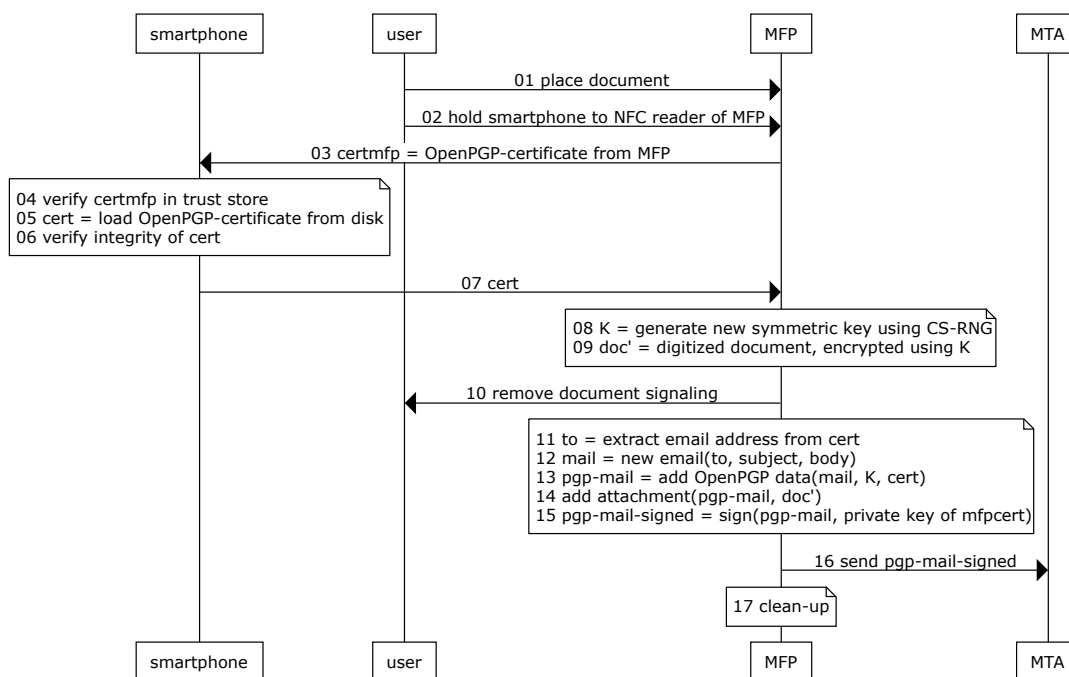 smartphone
user
MFP
MTA
01 place document
02 hold smartphone to NFC reader of MFP
03 certmfp = OpenPGP-certificate from MFP
04 verify certmfp in trust store
05 cert = load OpenPGP-certificate from disk
06 verify integrity of cert
07 cert
08 K = generate new symmetric key using CS-RNG
09 doc' = digitized document, encrypted using K
10 remove document signaling
11 to = extract email address from cert
12 mail = new email(to, subject, body)
13 pgp-mail = add OpenPGP data(mail, K, cert)
14 add attachment(pgp-mail, doc')
15 pgp-mail-signed = sign(pgp-mail, private key of mfpcert)
16 send pgp-mail-signed
17 clean-up
smartphone
user
MFP
MTA